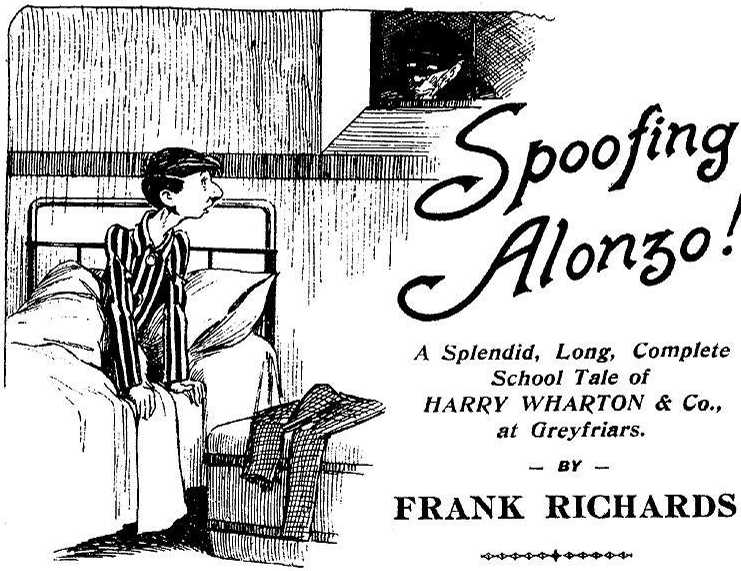 Spoofing
Alonzo!
A Splendid, Long, Complete
School Tale of
HARRY WHARTON & Co.,
at Greyfriars.
— BY —
FRANK RICHARDS